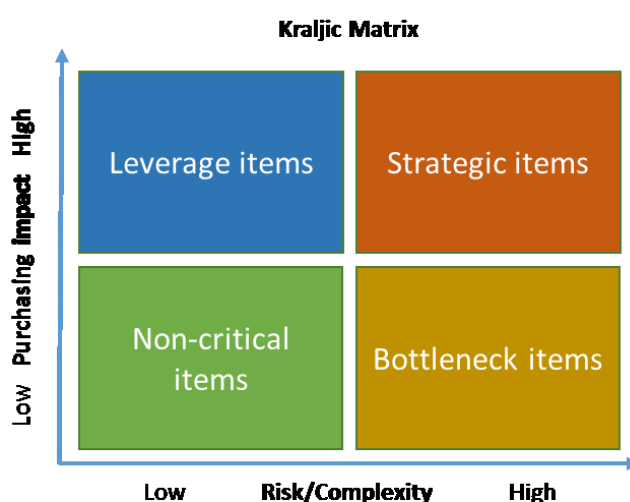 Kraljic Matrix
Low Purchasing impact High
Leverage items
Strategic items
Non-critical
items
Bottleneck items
Low Risk/Complexity High